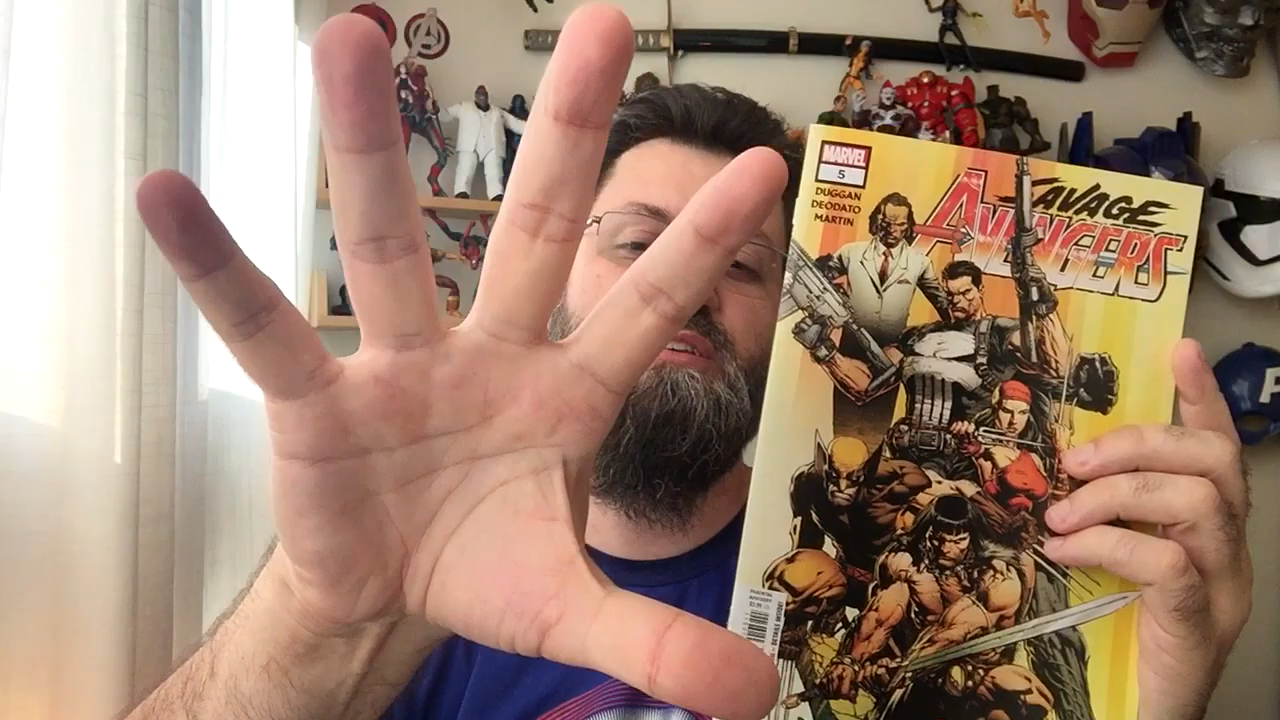 MARVEL
5
DUGGAN
DEODATO
MARTIN
SAVAGE
AVENGERS